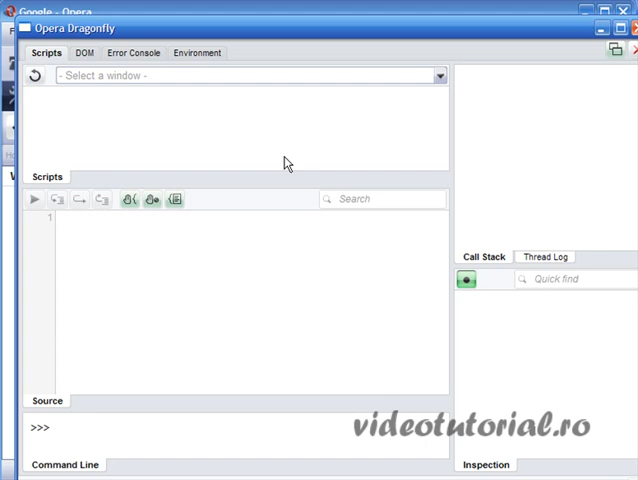 Google - Opera
Opera Dragonfly
Scripts DOM Error Console Environment
- Select a window -
Scripts
Search
1
Call Stack Thread Log
Quick find
Source
>>>
videotutorial.ro
Command Line
Inspection